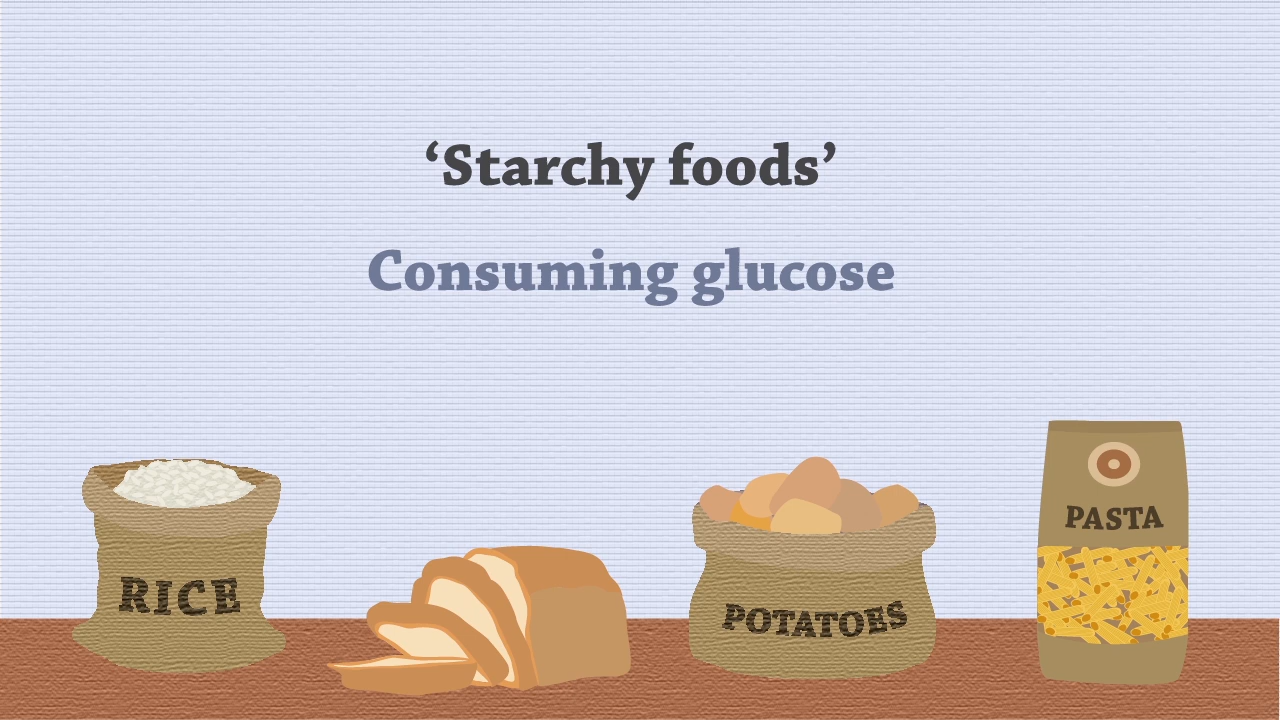 ‘Starchy foods’
Consuming glucose
RICE
POTATOES
PASTA